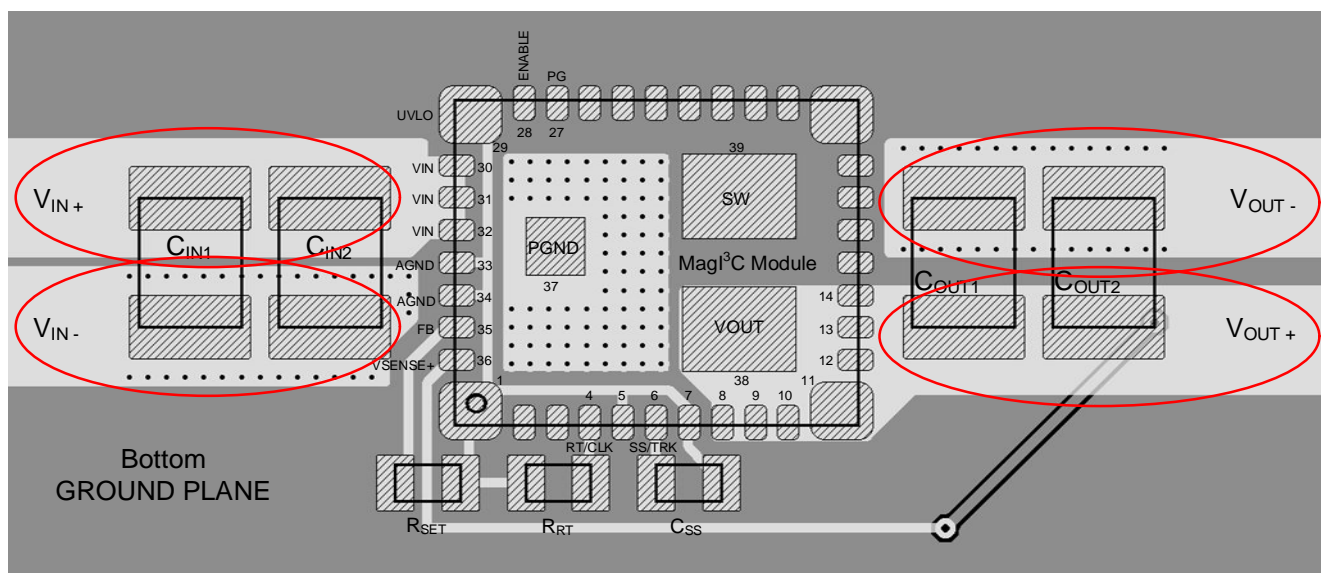 ENABLE
PG
UVLO
28
27
29
39
VIN
30
VIN
31
VIN
32
AGND
33
AGND
34
FB
35
VSENSE+
36
V_IN +
V_IN -
C_IN1
C_IN2
PGND
37
SW
MagI³C Module
VOUT
38
14
13
12
11
1
4
5
6
7
8
9
10
RT/CLK
SS/TRK
V_OUT -
V_OUT +
C_OUT1
C_OUT2
Bottom
GROUND PLANE
R_SET
R_RT
C_SS